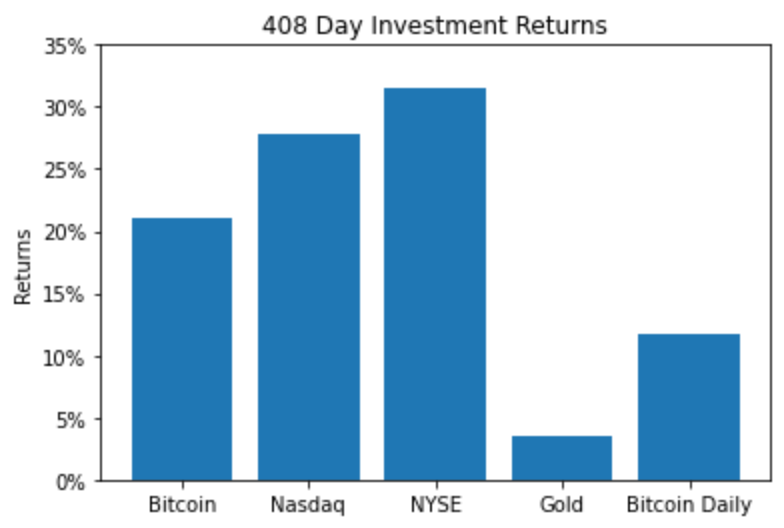 408 Day Investment Returns
35%
30%
25%
20%
15%
10%
5%
0%
Returns
Bitcoin Nasdaq NYSE Gold Bitcoin Daily